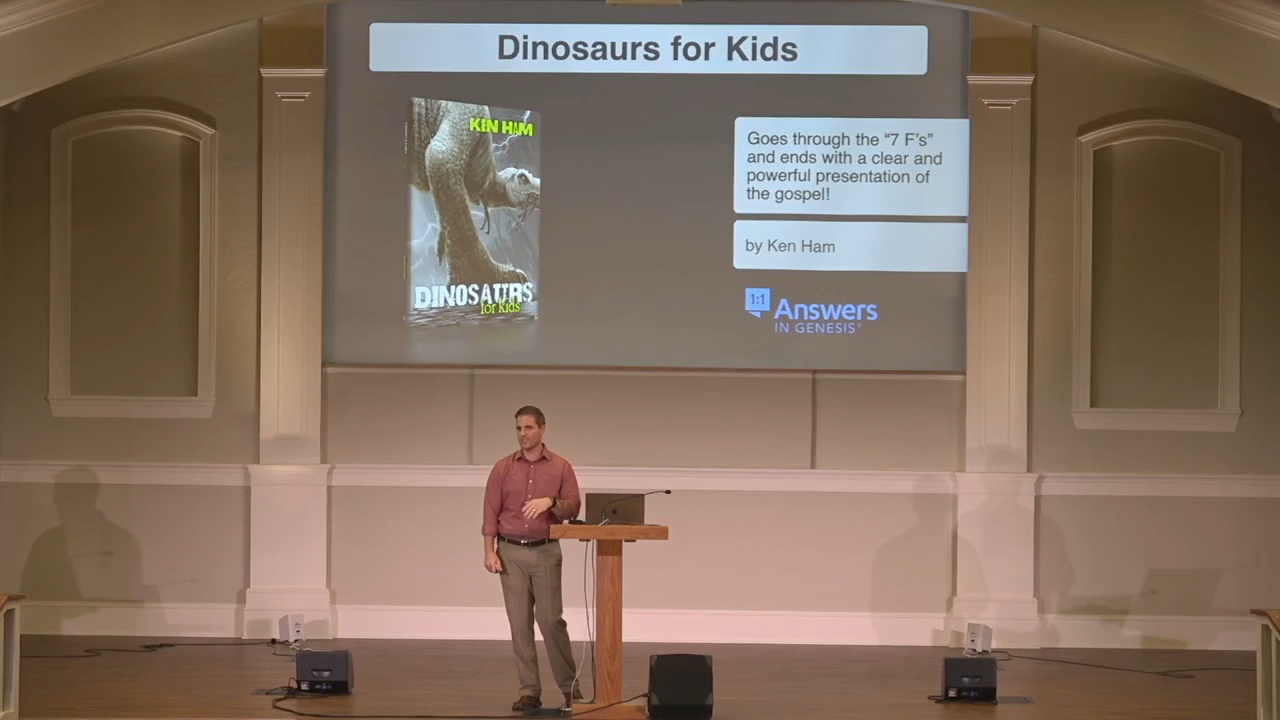 Dinosaurs for Kids
KEN HAM
DINOSAURS
for Kids
Goes through the “7 F’s”
and ends with a clear and
powerful presentation of
the gospel!
by Ken Ham
1:1
Answers
IN GENESIS®